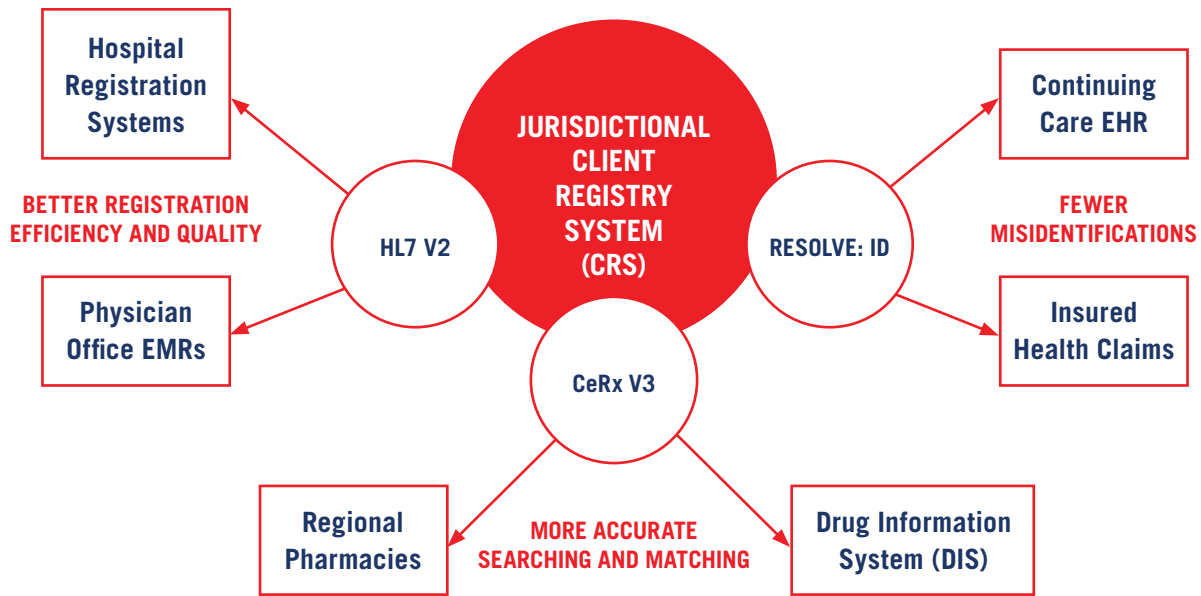 Hospital
Registration
Systems
BETTER REGISTRATION
EFFICIENCY AND QUALITY
Physician
Office EMRs
HL7 V2
JURISDICTIONAL
CLIENT
REGISTRY
SYSTEM
(CRS)
CeRx V3
RESOLVE: ID
Continuing
Care EHR
FEWER
MISIDENTIFICATIONS
Insured
Health Claims
Regional
Pharmacies
MORE ACCURATE
SEARCHING AND MATCHING
Drug Information
System (DIS)